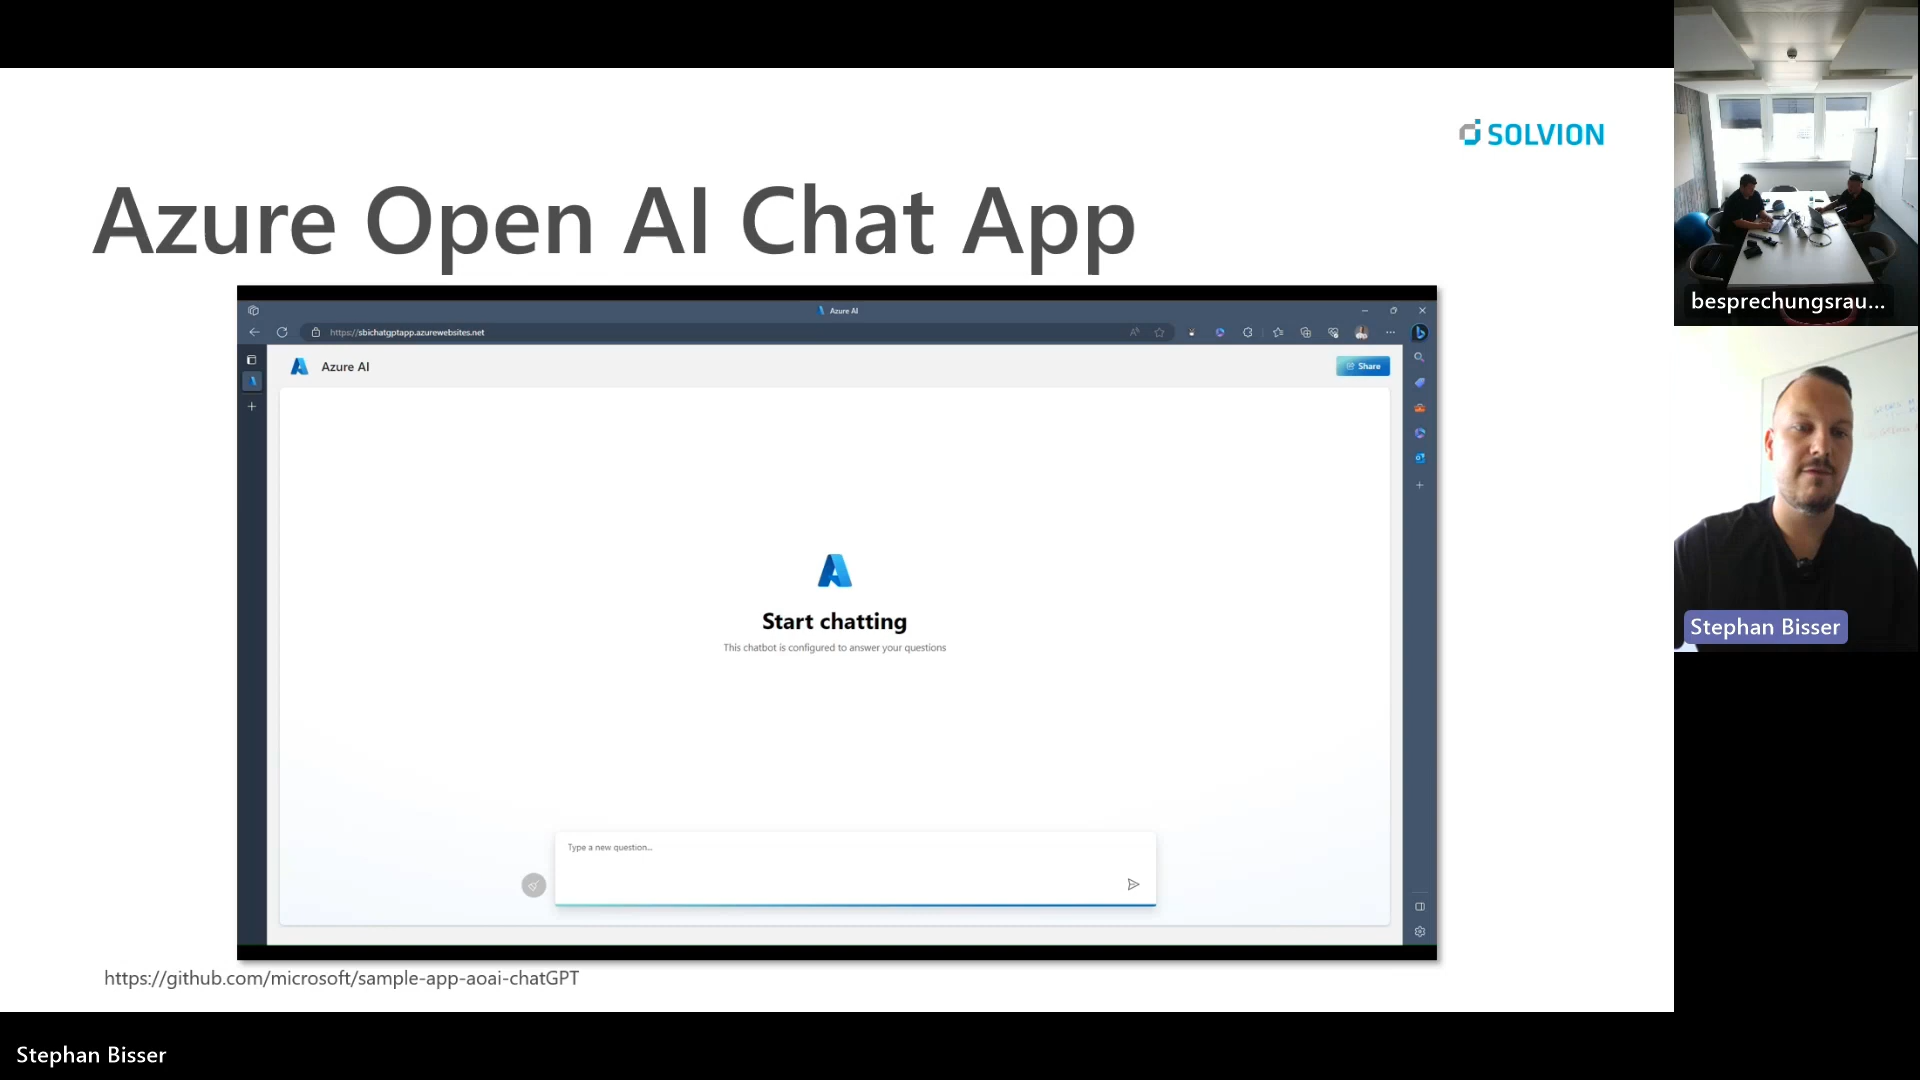 SOLVION
Azure Open AI Chat App
Azure AI
https://sbichatgptapp.azurewebsites.net
Azure AI
Share
Start chatting
This chatbot is configured to answer your questions
Type a new question...
https://github.com/microsoft/sample-app-aoai-chatGPT
besprechungsrau...
Stephan Bisser
Stephan Bisser